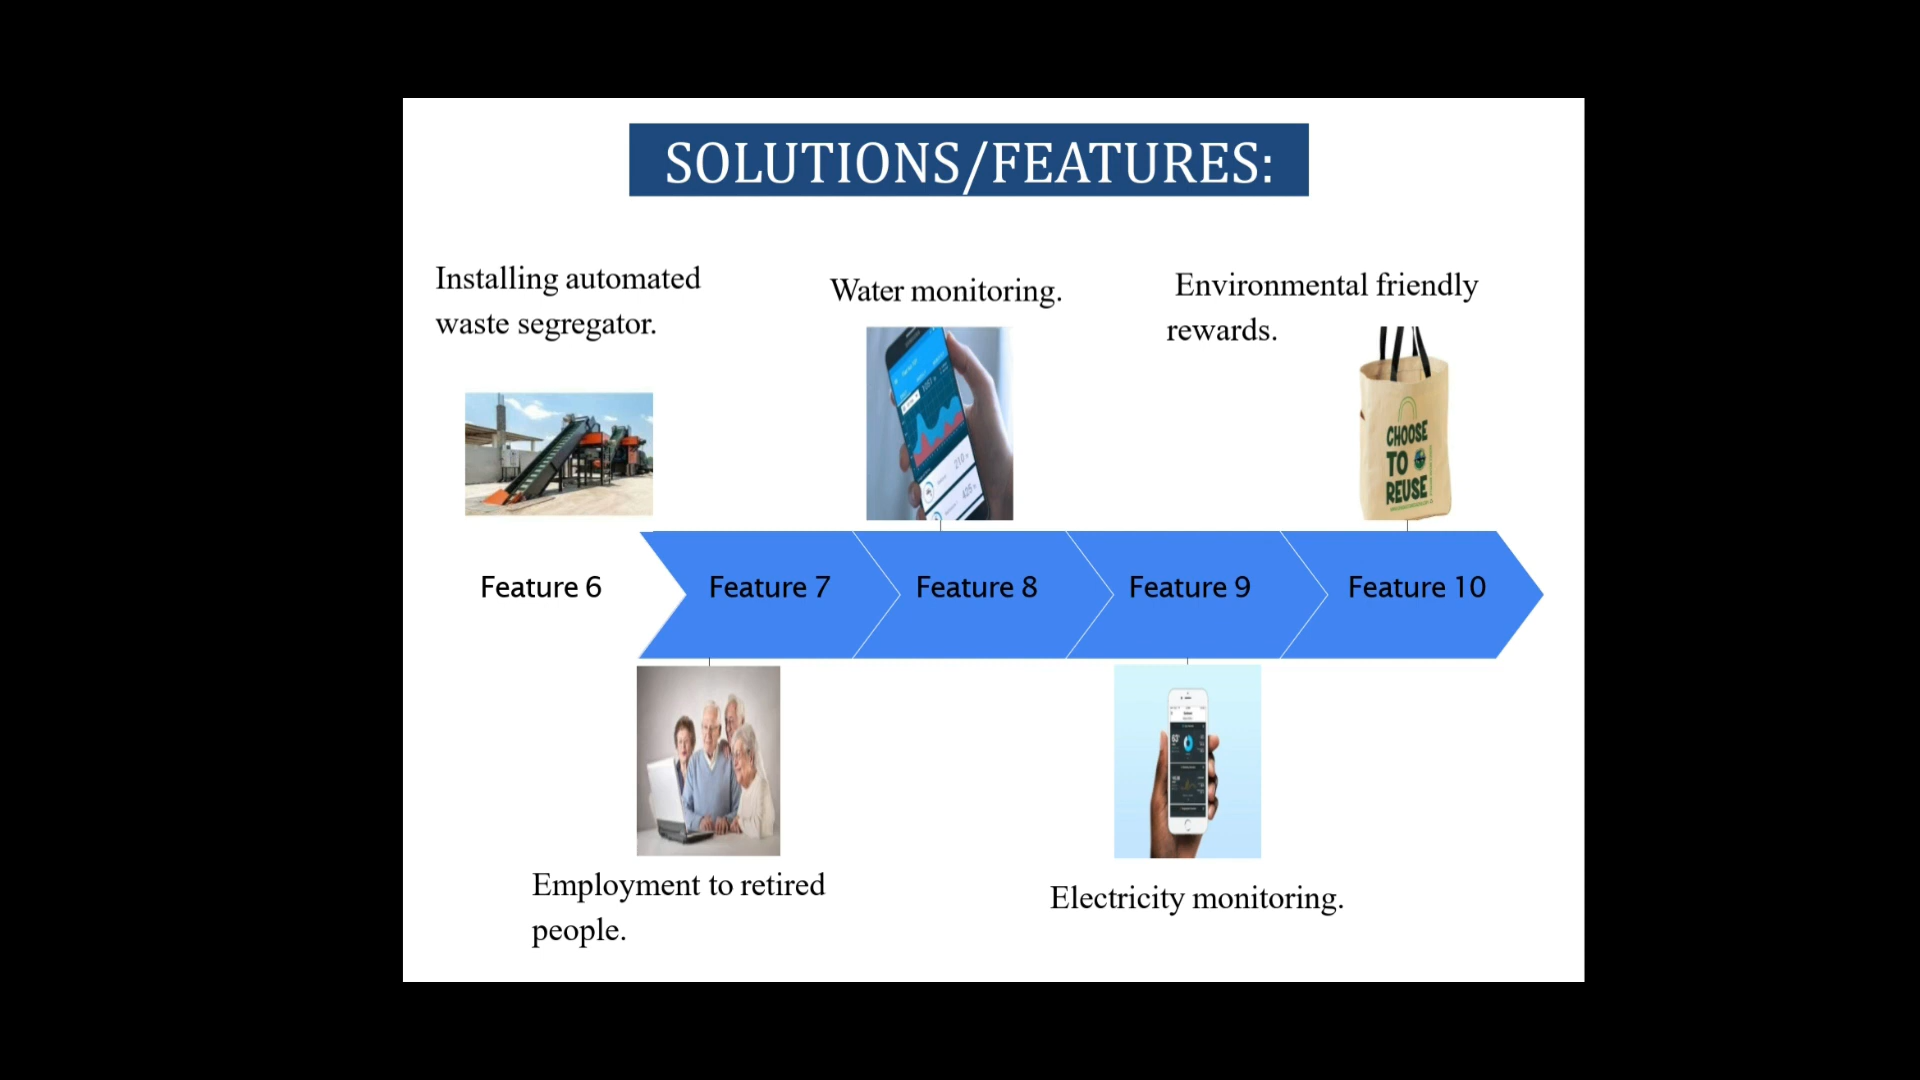 SOLUTIONS/FEATURES:
Installing automated
waste segregator.
Water monitoring.
Environmental friendly
rewards.
CHOOSE
TO
REUSE
Feature 6
Feature 7
Feature 8
Feature 9
Feature 10
Employment to retired
people.
Electricity monitoring.